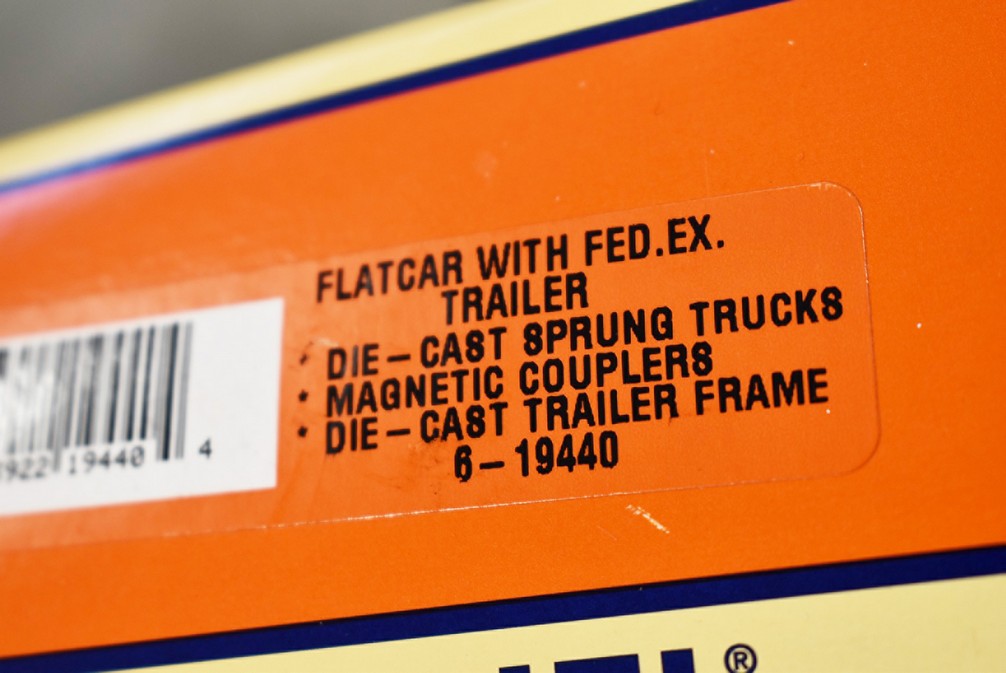 FLATCAR WITH FED.EX.
TRAILER
• DIE-CAST SPRUNG TRUCKS
• MAGNETIC COUPLERS
• DIE-CAST TRAILER FRAME
6-19440
19440 4
®